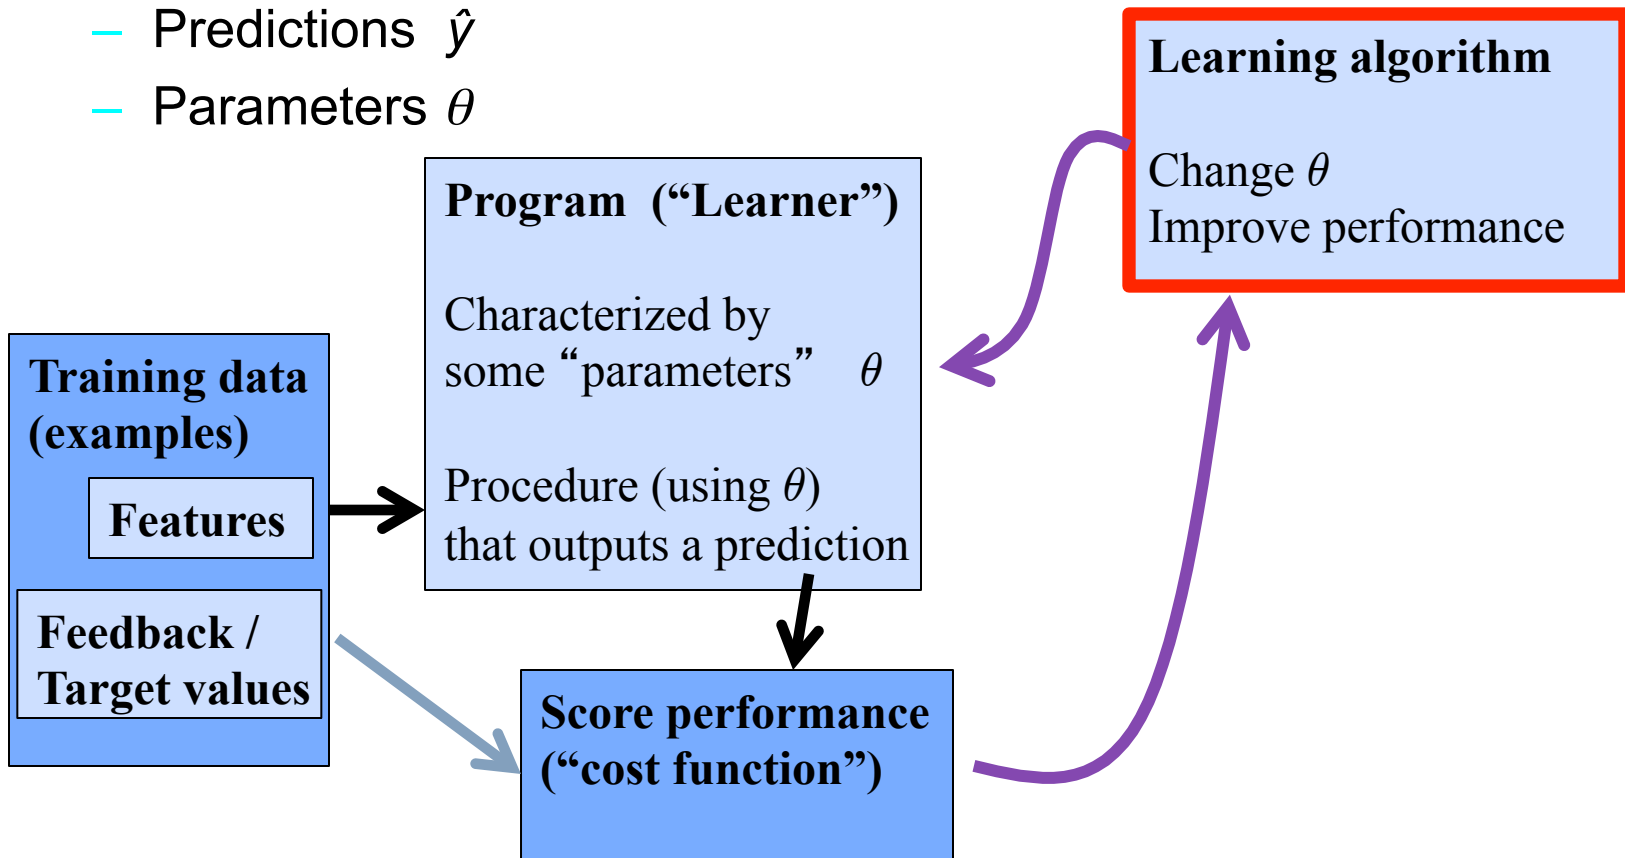 – Predictions ŷ
– Parameters θ
Learning algorithm
Change θ
Improve performance
Program (“Learner”)
Characterized by
some “parameters” θ
Procedure (using θ)
that outputs a prediction
Training data
(examples)
Features
Feedback /
Target values
Score performance
(“cost function”)